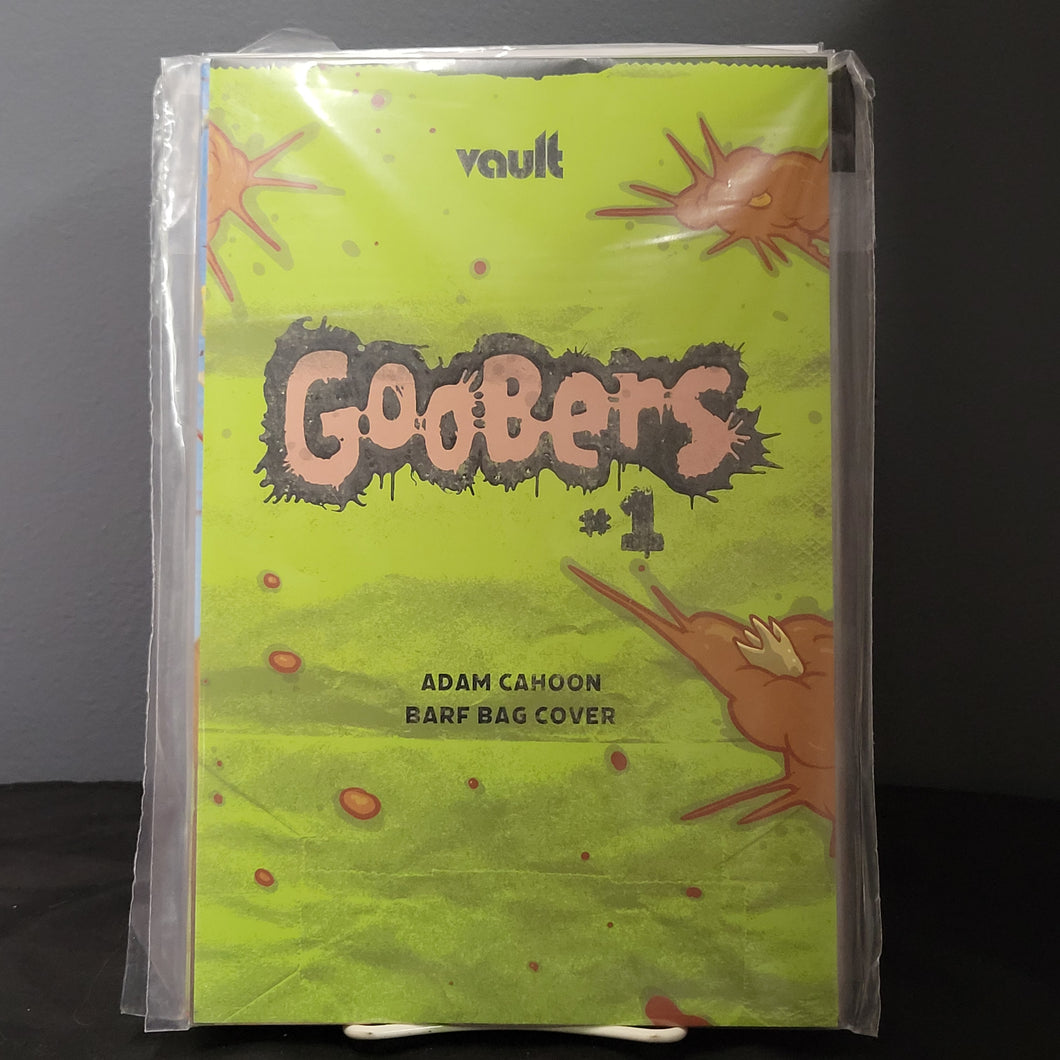 vault
GooBers
#1
ADAM CAHOON
BARF BAG COVER